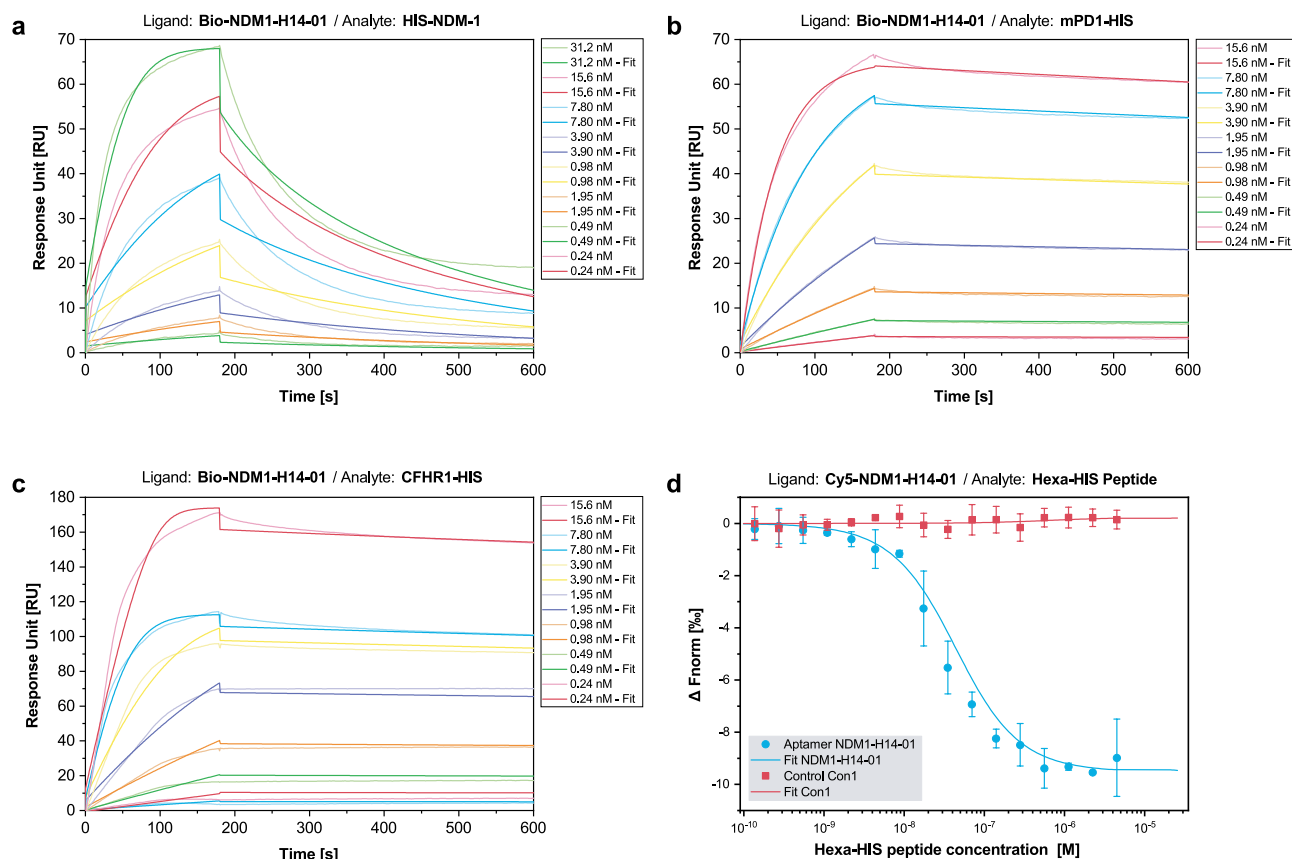 a
Ligand: Bio-NDM1-H14-01 / Analyte: HIS-NDM-1
Response Unit [RU]
70
60
50
40
30
20
10
0
0 100 200 300 400 500 600
Time [s]
31.2 nM
31.2 nM - Fit
15.6 nM
15.6 nM - Fit
7.80 nM
7.80 nM - Fit
3.90 nM
3.90 nM - Fit
0.98 nM
0.98 nM - Fit
1.95 nM
1.95 nM - Fit
0.49 nM
0.49 nM - Fit
0.24 nM
0.24 nM - Fit
b
Ligand: Bio-NDM1-H14-01 / Analyte: mPD1-HIS
Response Unit [RU]
70
60
50
40
30
20
10
0
0 100 200 300 400 500 600
Time [s]
15.6 nM
15.6 nM - Fit
7.80 nM
7.80 nM - Fit
3.90 nM
3.90 nM - Fit
1.95 nM
1.95 nM - Fit
0.98 nM
0.98 nM - Fit
0.49 nM
0.49 nM - Fit
0.24 nM
0.24 nM - Fit
c
Ligand: Bio-NDM1-H14-01 / Analyte: CFHR1-HIS
Response Unit [RU]
180
160
140
120
100
80
60
40
20
0
0 100 200 300 400 500 600
Time [s]
15.6 nM
15.6 nM - Fit
7.80 nM
7.80 nM - Fit
3.90 nM
3.90 nM - Fit
1.95 nM
1.95 nM - Fit
0.98 nM
0.98 nM - Fit
0.49 nM
0.49 nM - Fit
0.24 nM
0.24 nM - Fit
d
Ligand: Cy5-NDM1-H14-01 / Analyte: Hexa-HIS Peptide
Δ Fnorm [‰]
0
-2
-4
-6
-8
-10
Aptamer NDM1-H14-01
Fit NDM1-H14-01
Control Con1
Fit Con1
10⁻¹⁰ 10⁻⁹ 10⁻⁸ 10⁻⁷ 10⁻⁶ 10⁻⁵
Hexa-HIS peptide concentration [M]